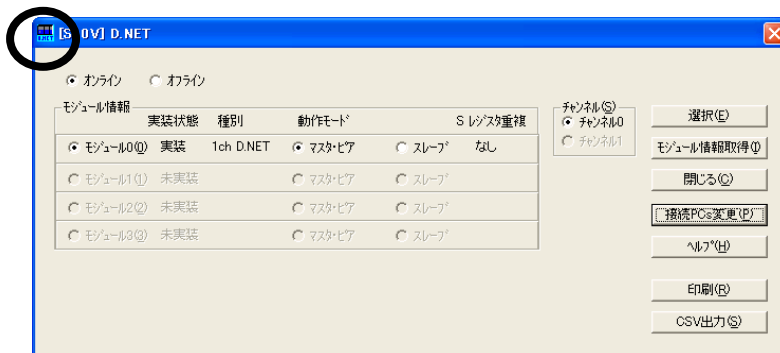 [S10V] D.NET
オンライン オフライン
モジュール情報
実装状態 種別 動作モード Sレジスタ重複
モジュール0(0) 実装 1ch D.NET マスタ・ピア スレーブ なし
モジュール1(1) 未実装 マスタ・ピア スレーブ
モジュール2(2) 未実装 マスタ・ピア スレーブ
モジュール3(3) 未実装 マスタ・ピア スレーブ
チャンネル(S)
チャンネル0
チャンネル1
選択(E)
モジュール情報取得(I)
閉じる(C)
接続PCs変更(P)
ヘルプ(H)
印刷(R)
CSV出力(S)